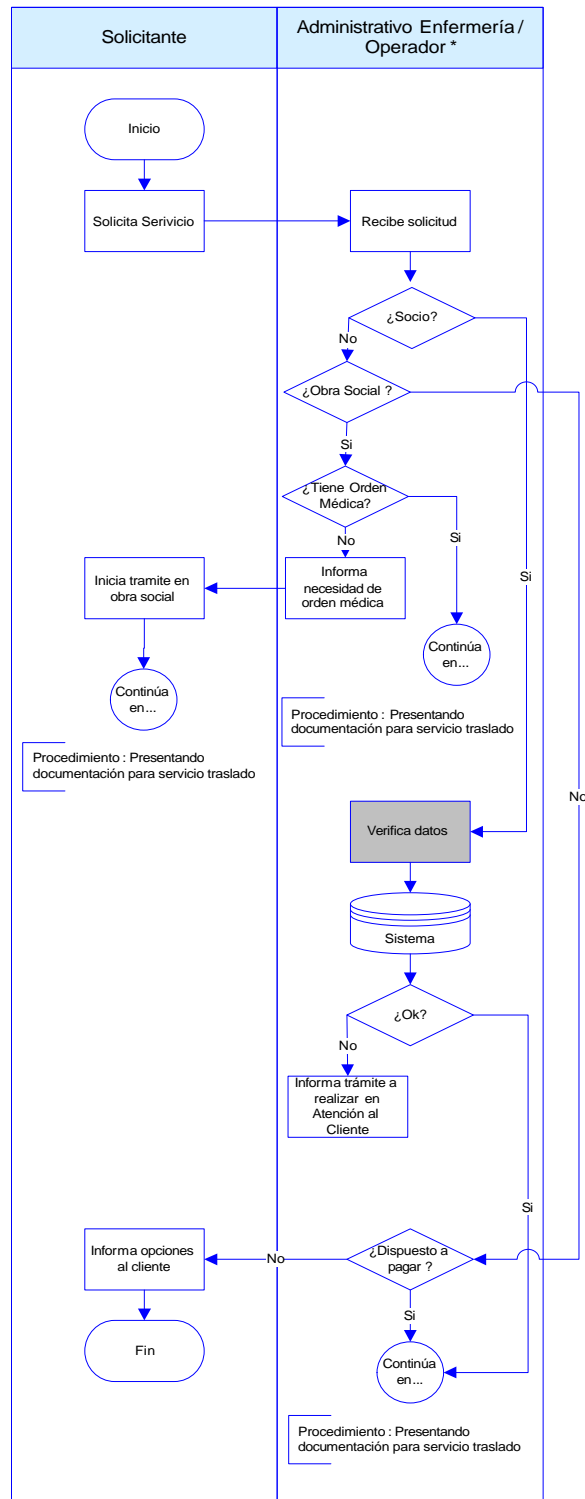 Solicitante
Administrativo Enfermería /
Operador *
Inicio
Solicita Serivicio
Recibe solicitud
¿Socio?
No
¿Obra Social ?
Si
¿Tiene Orden
Médica?
No
Si
Si
Inicia tramite en
obra social
Informa
necesidad de
orden médica
Continúa
en...
Continúa
en...
Procedimiento : Presentando
documentación para servicio traslado
Procedimiento : Presentando
documentación para servicio traslado
No
Verifica datos
Sistema
¿Ok?
No
Informa trámite a
realizar en
Atención al
Cliente
Si
Informa opciones
al cliente
No
¿Dispuesto a
pagar ?
Si
Fin
Continúa
en...
Procedimiento : Presentando
documentación para servicio traslado